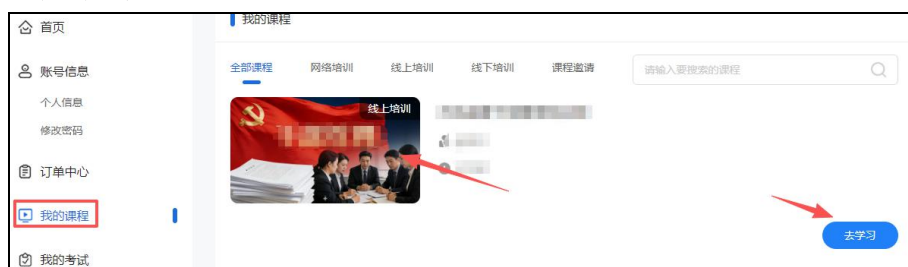 首页
账号信息
个人信息
修改密码
订单中心
我的课程
我的考试
我的课程
全部课程
网络培训
线上培训
线下培训
课程邀请
请输入要搜索的课程
线上培训
去学习